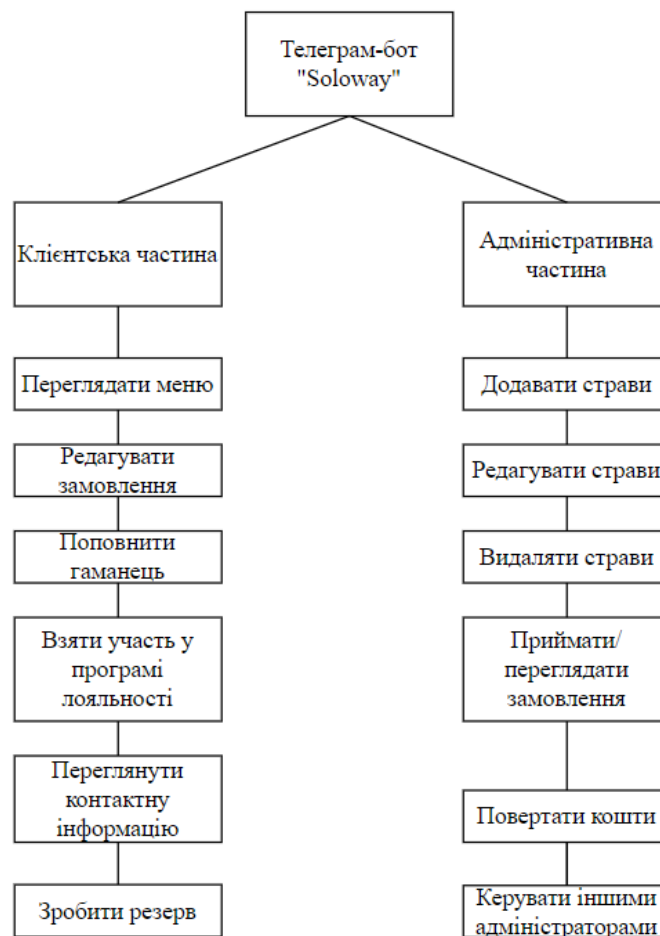 Телеграм-бот
"Soloway"
Клієнтська частина
Переглядати меню
Редагувати
замовлення
Поповнити
гаманець
Взяти участь у
програмі
лояльності
Переглянути
контактну
інформацію
Зробити резерв
Адміністративна
частина
Додавати страви
Редагувати страви
Видаляти страви
Приймати/
переглядати
замовлення
Повертати кошти
Керувати іншими
адміністраторами